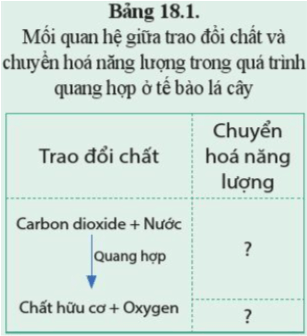 Bảng 18.1.
Mối quan hệ giữa trao đổi chất và
chuyển hoá năng lượng trong quá trình
quang hợp ở tế bào lá cây
Trao đổi chất
Chuyển
hoá năng
lượng
Carbon dioxide + Nước
Quang hợp
?
Chất hữu cơ + Oxygen
?